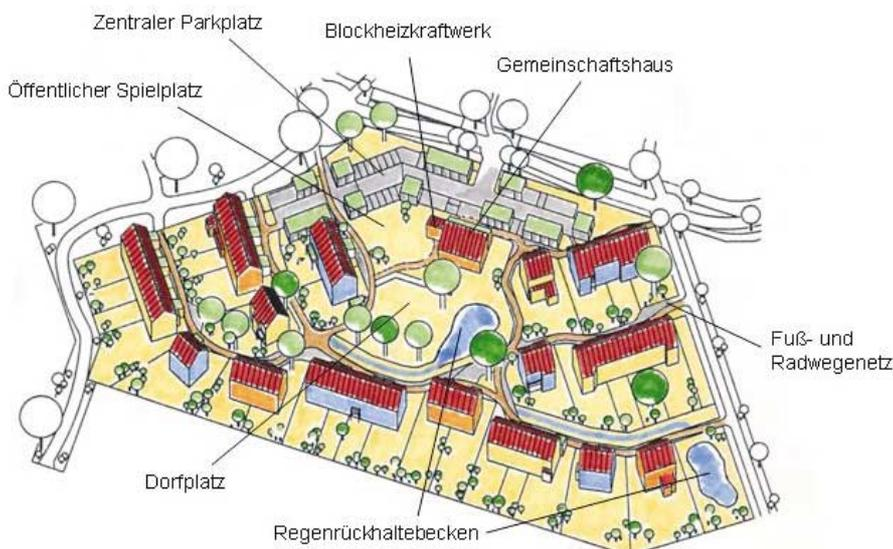 Zentraler Parkplatz
Blockheizkraftwerk
Gemeinschaftshaus
Öffentlicher Spielplatz
Fuß- und
Radwegenetz
Dorfplatz
Regenrückhaltebecken